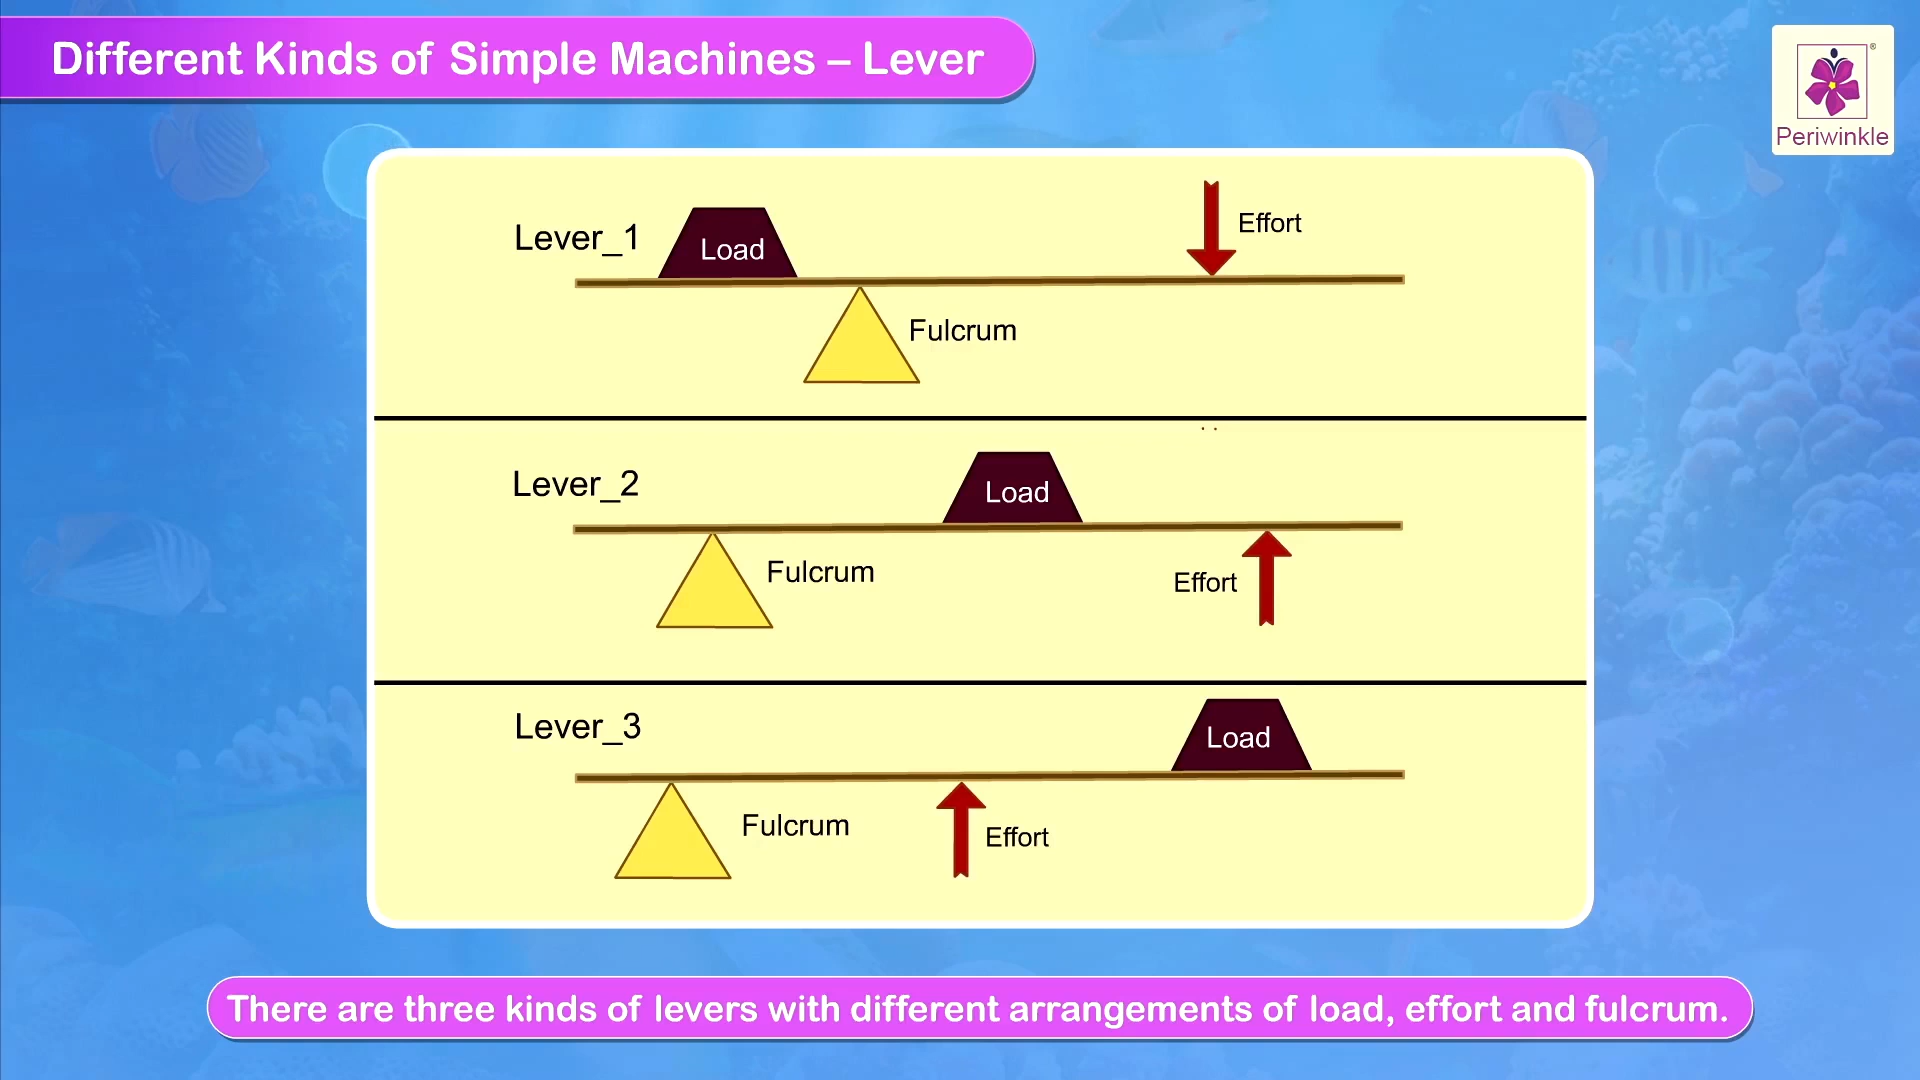 Different Kinds of Simple Machines – Lever
Periwinkle
®
Lever_1
Load
Effort
Fulcrum
Lever_2
Load
Fulcrum
Effort
Lever_3
Load
Fulcrum
Effort
There are three kinds of levers with different arrangements of load, effort and fulcrum.